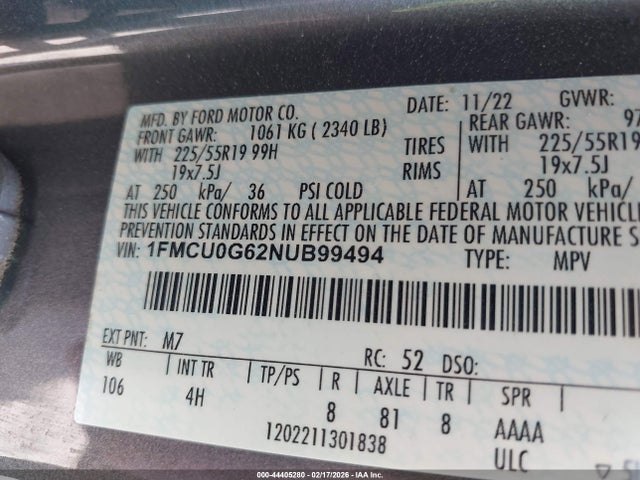 MFD. BY FORD MOTOR CO. DATE: 11/22 GVWR:
FRONT GAWR: 1061 KG ( 2340 LB) REAR GAWR: 97
WITH 225/55R19 99H TIRES WITH 225/55R19
19x7.5J RIMS 19x7.5J
AT 250 kPa/ 36 PSI COLD AT 250 kPa/
THIS VEHICLE CONFORMS TO ALL APPLICABLE FEDERAL MOTOR VEHICLE
PREVENTION STANDARDS IN EFFECT ON THE DATE OF MANUFACTURE S
VIN: 1FMCU0G62NUB99494 TYPE: MPV
EXT PNT: M7 RC: 52 DSO:
WB INT TR TP/PS R AXLE TR SPR
106 4H 8 81 8 AAAA
1202211301838 ULC
© - 44405280 - 02/17/2026 - IAA Inc.